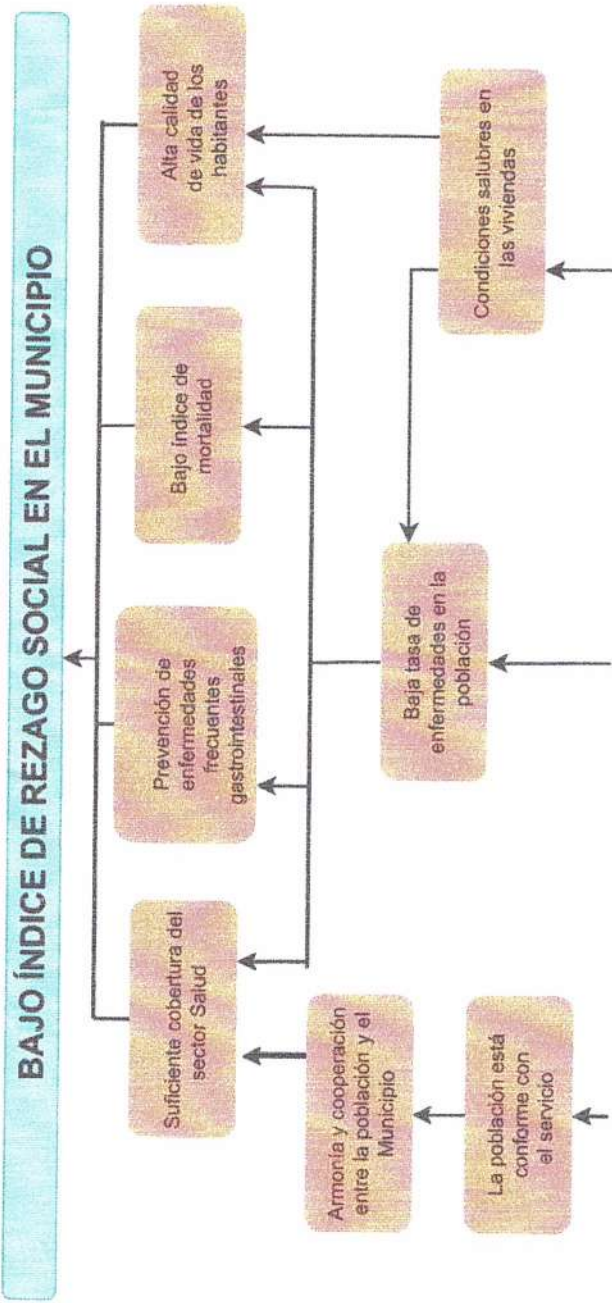 BAJO ÍNDICE DE REZAGO SOCIAL EN EL MUNICIPIO
Suficiente cobertura del
sector Salud
Prevención de
enfermedades
frecuentes
gastrointestinales
Bajo índice de
mortalidad
Alta calidad
de vida de los
habitantes
Armonía y cooperación
entre la población y el
Municipio
Baja tasa de
enfermedades en la
población
Condiciones salubres en
las viviendas
La población está
conforme con
el servicio